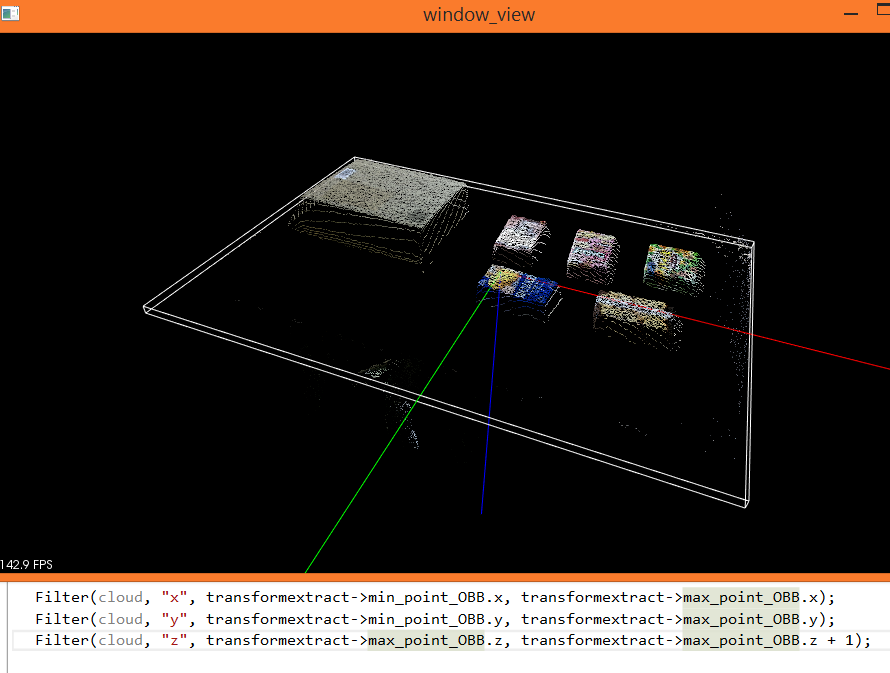 window_view
142.9 FPS
Filter(cloud, "x", transformextract->min_point_OBB.x, transformextract->max_point_OBB.x);
Filter(cloud, "y", transformextract->min_point_OBB.y, transformextract->max_point_OBB.y);
Filter(cloud, "z", transformextract->max_point_OBB.z, transformextract->max_point_OBB.z + 1);